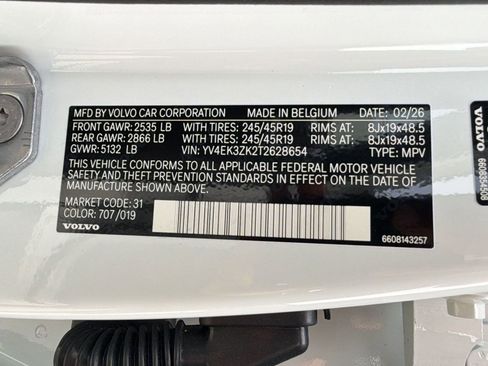 MFD BY VOLVO CAR CORPORATION MADE IN BELGIUM DATE: 02/26
FRONT GAWR: 2535 LB WITH TIRES: 245/45R19 RIMS AT: 8Jx19x48.5
REAR GAWR: 2866 LB WITH TIRES: 245/45R19 RIMS AT: 8Jx19x48.5
GVWR: 5132 LB VIN: YV4EK3ZK2T2628654 TYPE: MPV
THIS VEHICLE CONFORMS TO ALL APPLICABLE FEDERAL MOTOR VEHICLE
SAFETY AND THEFT PREVENTION STANDARDS IN EFFECT ON THE
DATE OF MANUFACTURE SHOWN ABOVE.
MARKET CODE: 31
COLOR: 707/019
VOLVO
6608143257
VOLVO
6608354508